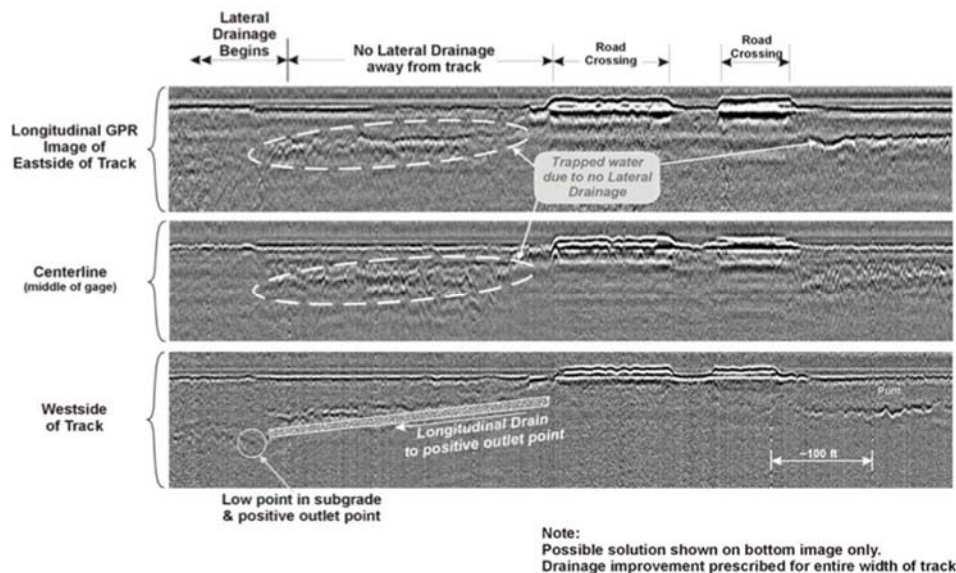 Lateral
Drainage
Begins
No Lateral Drainage
away from track
Road
Crossing
Road
Crossing
Longitudinal GPR
Image of
Eastside of Track
Trapped water
due to no Lateral
Drainage
Centerline
(middle of gage)
Westside
of Track
Longitudinal Drain
to positive outlet point
~100 ft
Low point in subgrade
& positive outlet point
Note:
Possible solution shown on bottom image only.
Drainage improvement prescribed for entire width of track